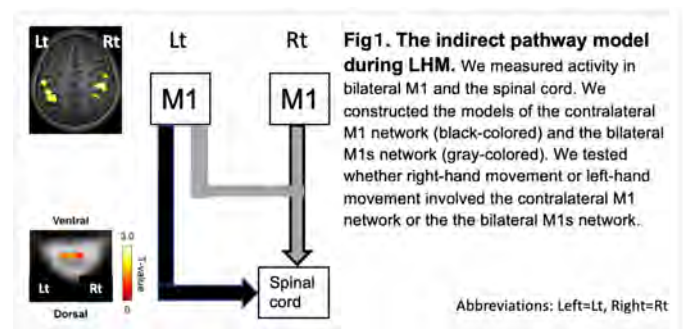 Lt Rt
Lt Rt
M1 M1
Ventral
3.0
T-value
Lt Rt
0
Dorsal
Spinal
cord
Fig1. The indirect pathway model
during LHM. We measured activity in
bilateral M1 and the spinal cord. We
constructed the models of the contralateral
M1 network (black-colored) and the bilateral
M1s network (gray-colored). We tested
whether right-hand movement or left-hand
movement involved the contralateral M1
network or the the bilateral M1s network.
Abbreviations: Left=Lt, Right=Rt